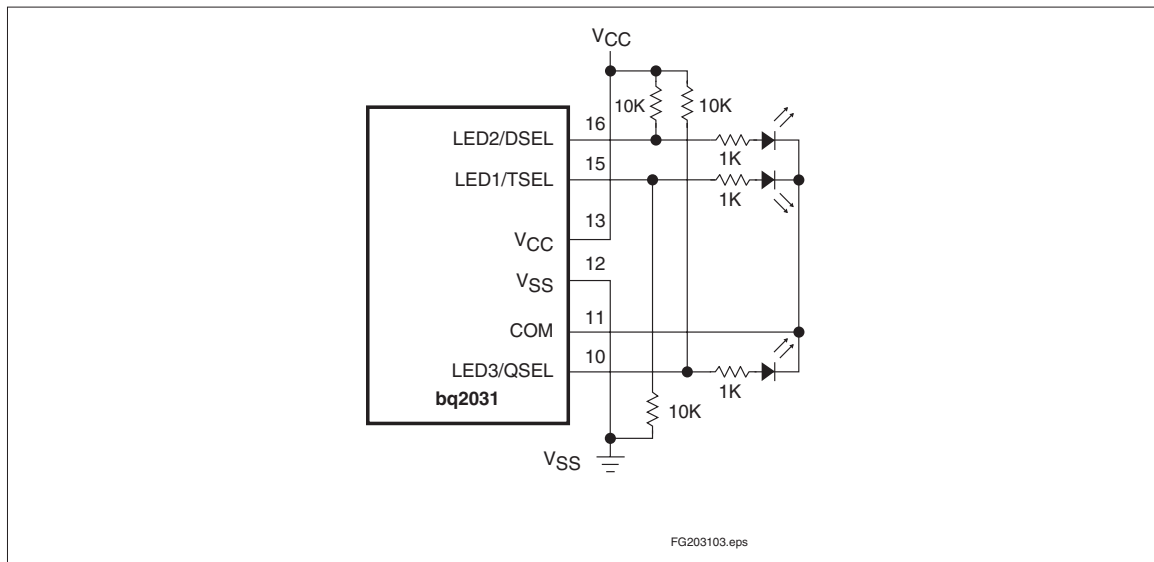 VCC
10K 10K
16
LED2/DSEL
1K
15
LED1/TSEL
1K
13
VCC
12
VSS
11
COM
10
LED3/QSEL
1K
bq2031
10K
VSS
FG203103.eps